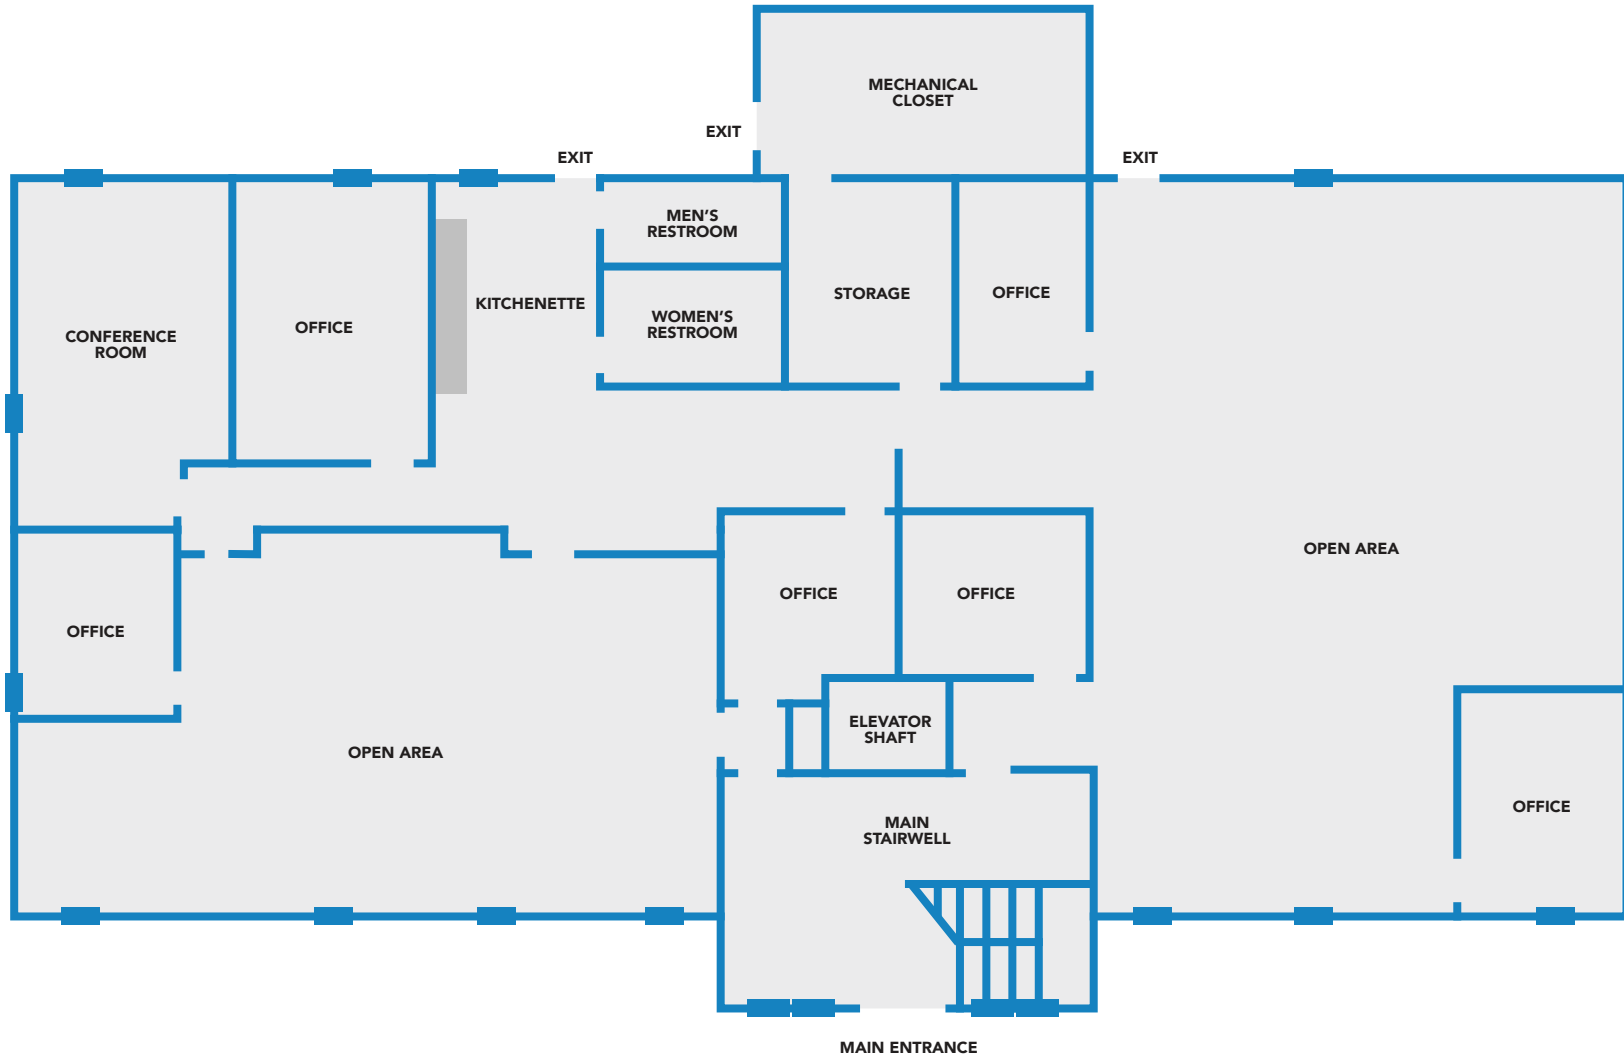 MECHANICAL
CLOSET
EXIT
EXIT
EXIT
MEN'S
RESTROOM
STORAGE
OFFICE
KITCHENETTE
WOMEN'S
RESTROOM
OFFICE
CONFERENCE
ROOM
OPEN AREA
OFFICE
OFFICE
OFFICE
ELEVATOR
SHAFT
OPEN AREA
OFFICE
MAIN
STAIRWELL
MAIN ENTRANCE